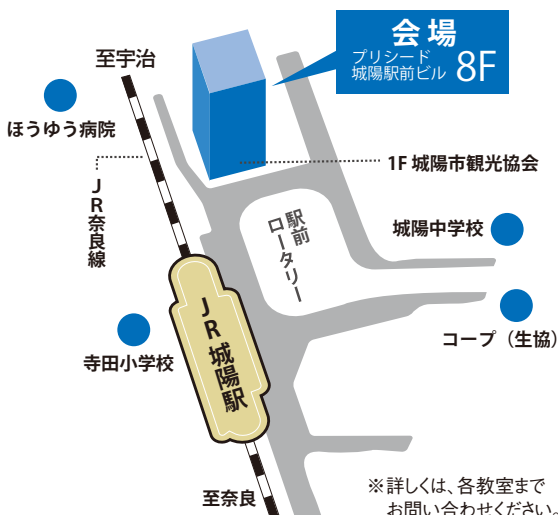 会場
プリシード
城陽駅前ビル 8F
至宇治
ほうゆう病院
1F 城陽市観光協会
JR奈良線
駅前
ロータリー
城陽中学校
コープ（生協）
寺田小学校
JR城陽駅
至奈良
※詳しくは、各教室まで
お問い合わせください。